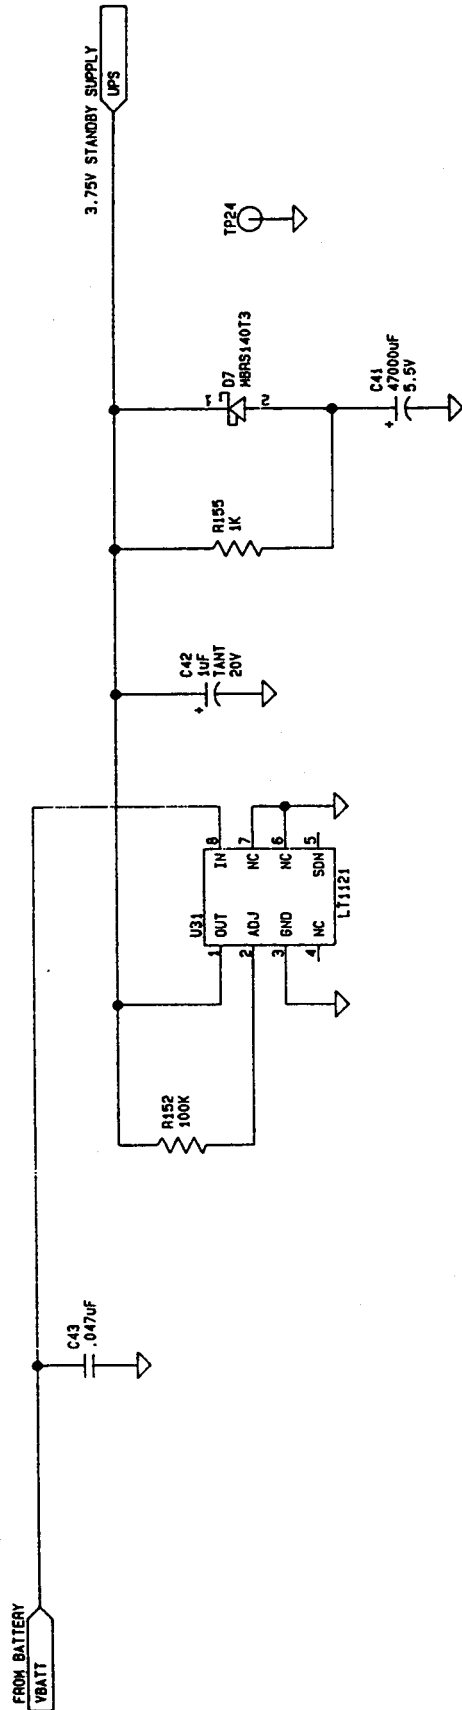 3.75V STANDBY SUPPLY
UPS
TP24
1
D7
MBRS140T3
2
C41
47000uF
5.5V
+
R155
1K
C42
1uF
TANT
20V
+
U31
1
OUT
2
ADJ
3
GND
4
NC
8
IN
7
NC
6
NC
5
SDN
LT1121
R152
100K
C43
.047uF
FROM BATTERY
VBATT